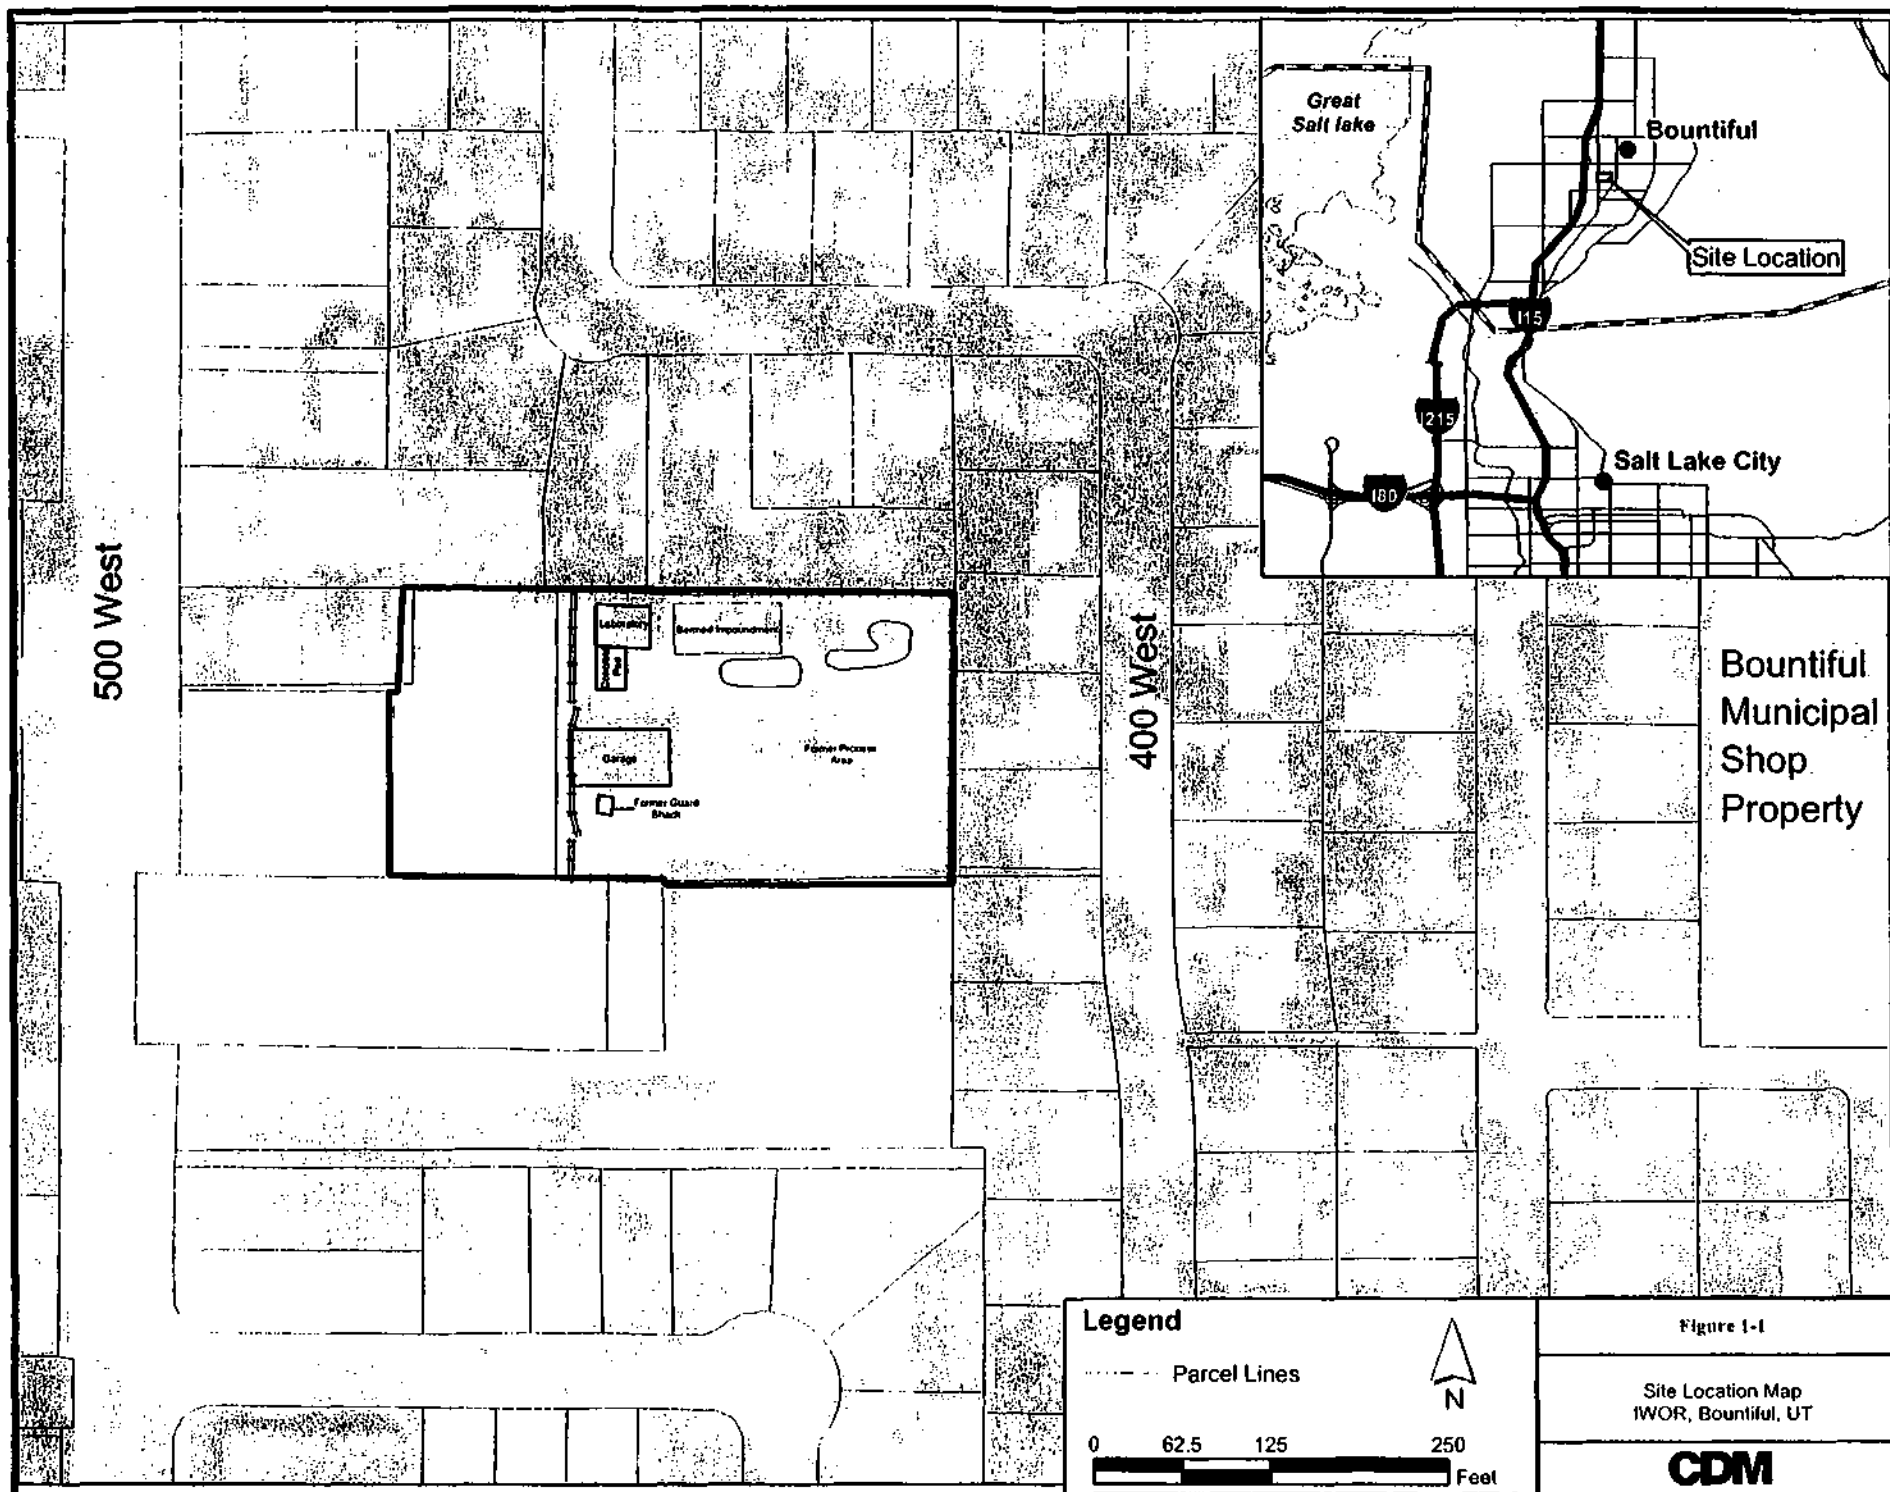 Great
Salt lake
Bountiful
Site Location
I15
I215
Salt Lake City
I80
500 West
400 West
Laboratory
Bermed Impoundment
Garage
Former Process
Area
Former Guard
Shack
Bountiful
Municipal
Shop
Property
Legend
Parcel Lines
N
0 62.5 125 250
Feet
Figure 1-1
Site Location Map
IWOR, Bountiful, UT
CDM